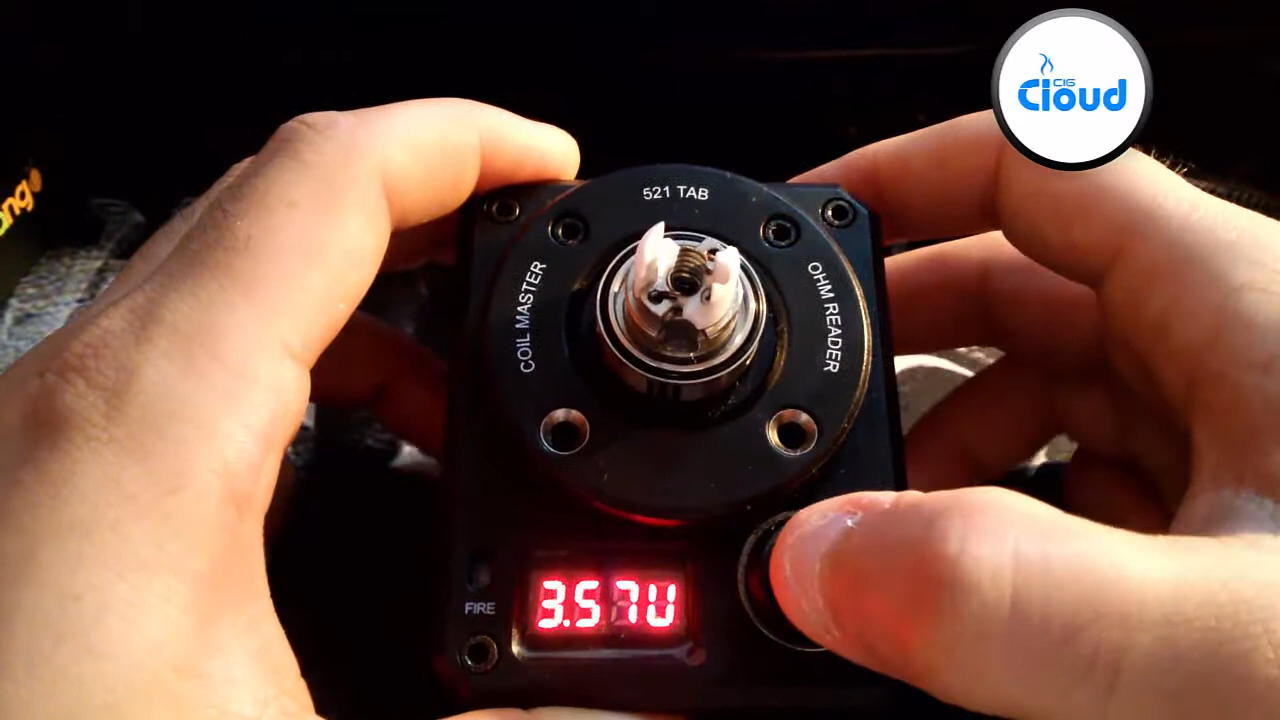 CIG
Cloud
521 TAB
COIL MASTER
OHM READER
FIRE
3.57U